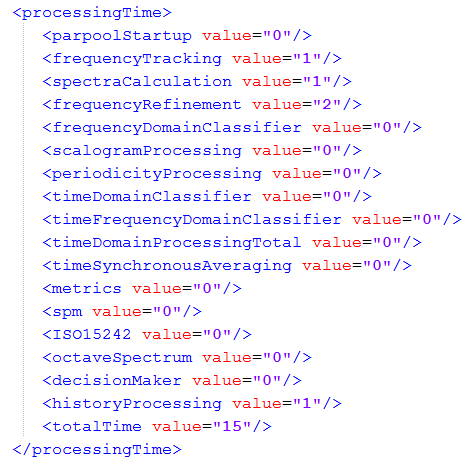 <processingTime>
<parpoolStartup value="0"/>
<frequencyTracking value="1"/>
<spectraCalculation value="1"/>
<frequencyRefinement value="2"/>
<frequencyDomainClassifier value="0"/>
<scalogramProcessing value="0"/>
<periodicityProcessing value="0"/>
<timeDomainClassifier value="0"/>
<timeFrequencyDomainClassifier value="0"/>
<timeDomainProcessingTotal value="0"/>
<timeSynchronousAveraging value="0"/>
<metrics value="0"/>
<spm value="0"/>
<ISO15242 value="0"/>
<octaveSpectrum value="0"/>
<decisionMaker value="0"/>
<historyProcessing value="1"/>
<totalTime value="15"/>
</processingTime>